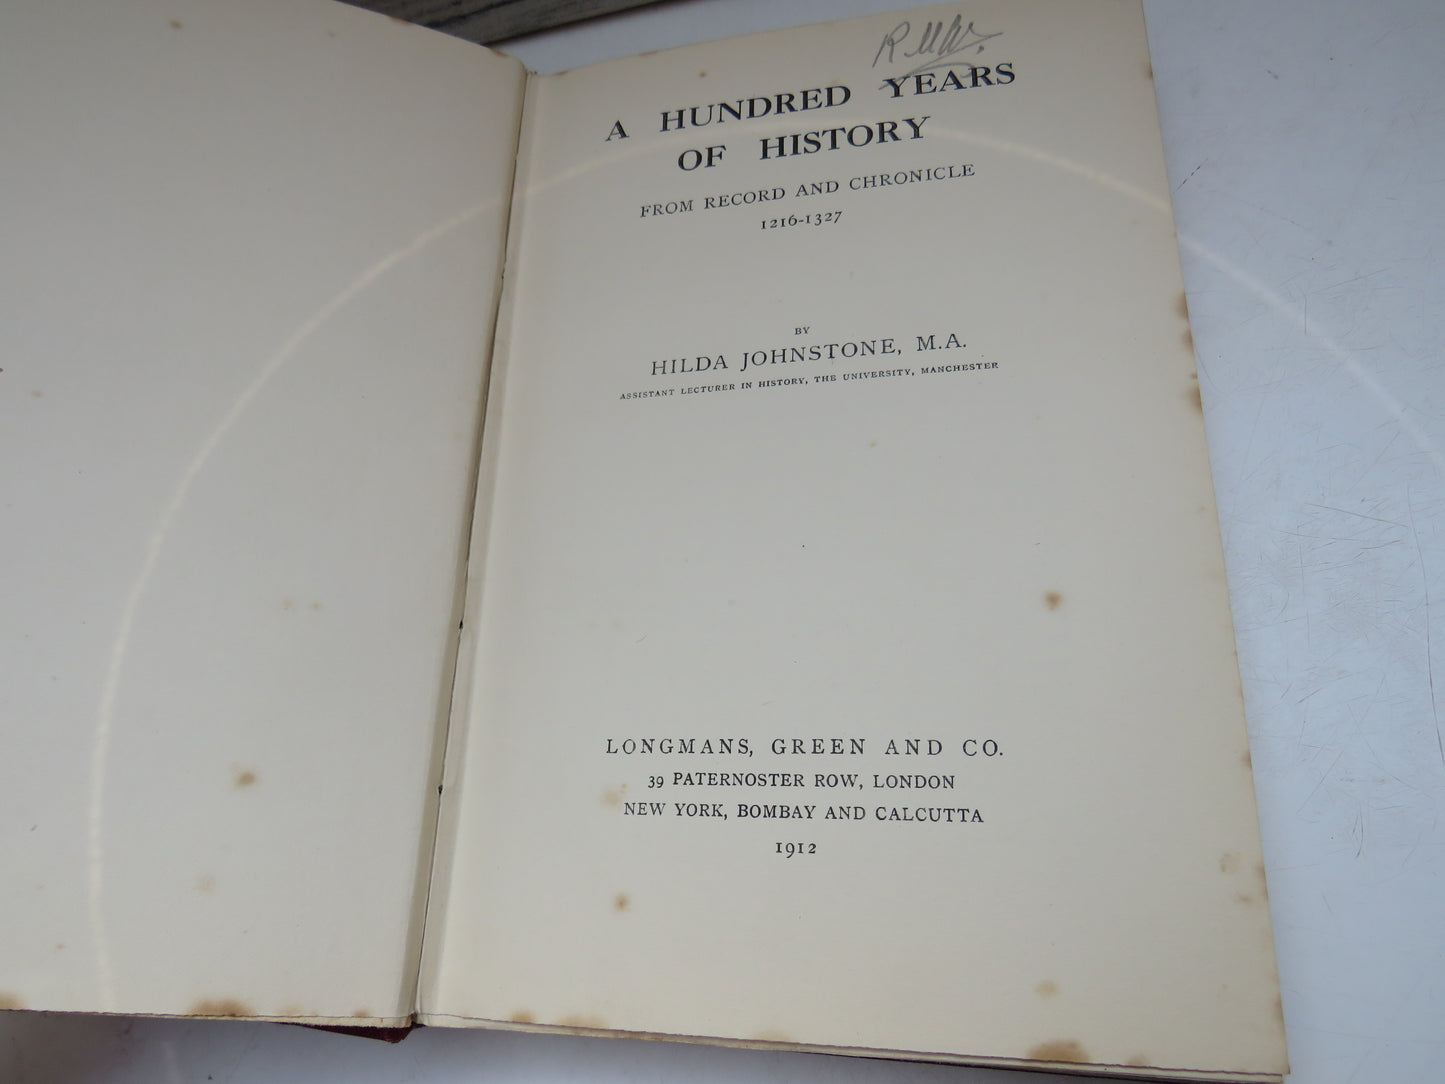 A HUNDRED YEARS
OF HISTORY
FROM RECORD AND CHRONICLE
1216-1327
BY
HILDA JOHNSTONE, M.A.
ASSISTANT LECTURER IN HISTORY, THE UNIVERSITY, MANCHESTER
LONGMANS, GREEN AND CO.
39 PATERNOSTER ROW, LONDON
NEW YORK, BOMBAY AND CALCUTTA
1912